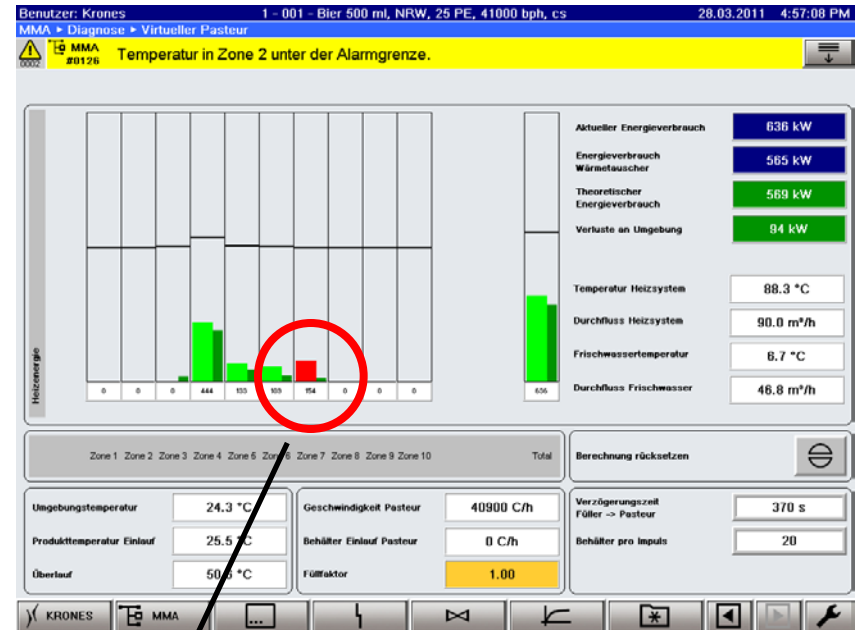 Benutzer: Krones 1 - 001 - Bier 500 ml, NRW, 25 PE, 41000 bph, cs 28.03.2011 4:57:08 PM
MMA ► Diagnose ► Virtueller Pasteur
0002 MMA #0126 Temperatur in Zone 2 unter der Alarmgrenze.
Aktueller Energieverbrauch 636 kW
Energieverbrauch
Wärmetauscher 565 kW
Theoretischer
Energieverbrauch 569 kW
Verluste an Umgebung 94 kW
Temperatur Heizsystem 88.3 °C
Durchfluss Heizsystem 90.0 m³/h
Frischwassertemperatur 6.7 °C
Durchfluss Frischwasser 46.8 m³/h
Heizenergie
0 0 0 444 103 154 0 0 0 636
Zone 1 Zone 2 Zone 3 Zone 4 Zone 5 Zone 6 Zone 7 Zone 8 Zone 9 Zone 10 Total
Berechnung rücksetzen
Umgebungstemperatur 24.3 °C
Produkttemperatur Einlauf 25.5 °C
Überlauf
Geschwindigkeit Pasteur 40900 C/h
Behälter Einlauf Pasteur 0 C/h
Füllfaktor 1.00
Verzögerungszeit
Füller -> Pasteur 370 s
Behälter pro Impuls 20
KRONES MMA ...